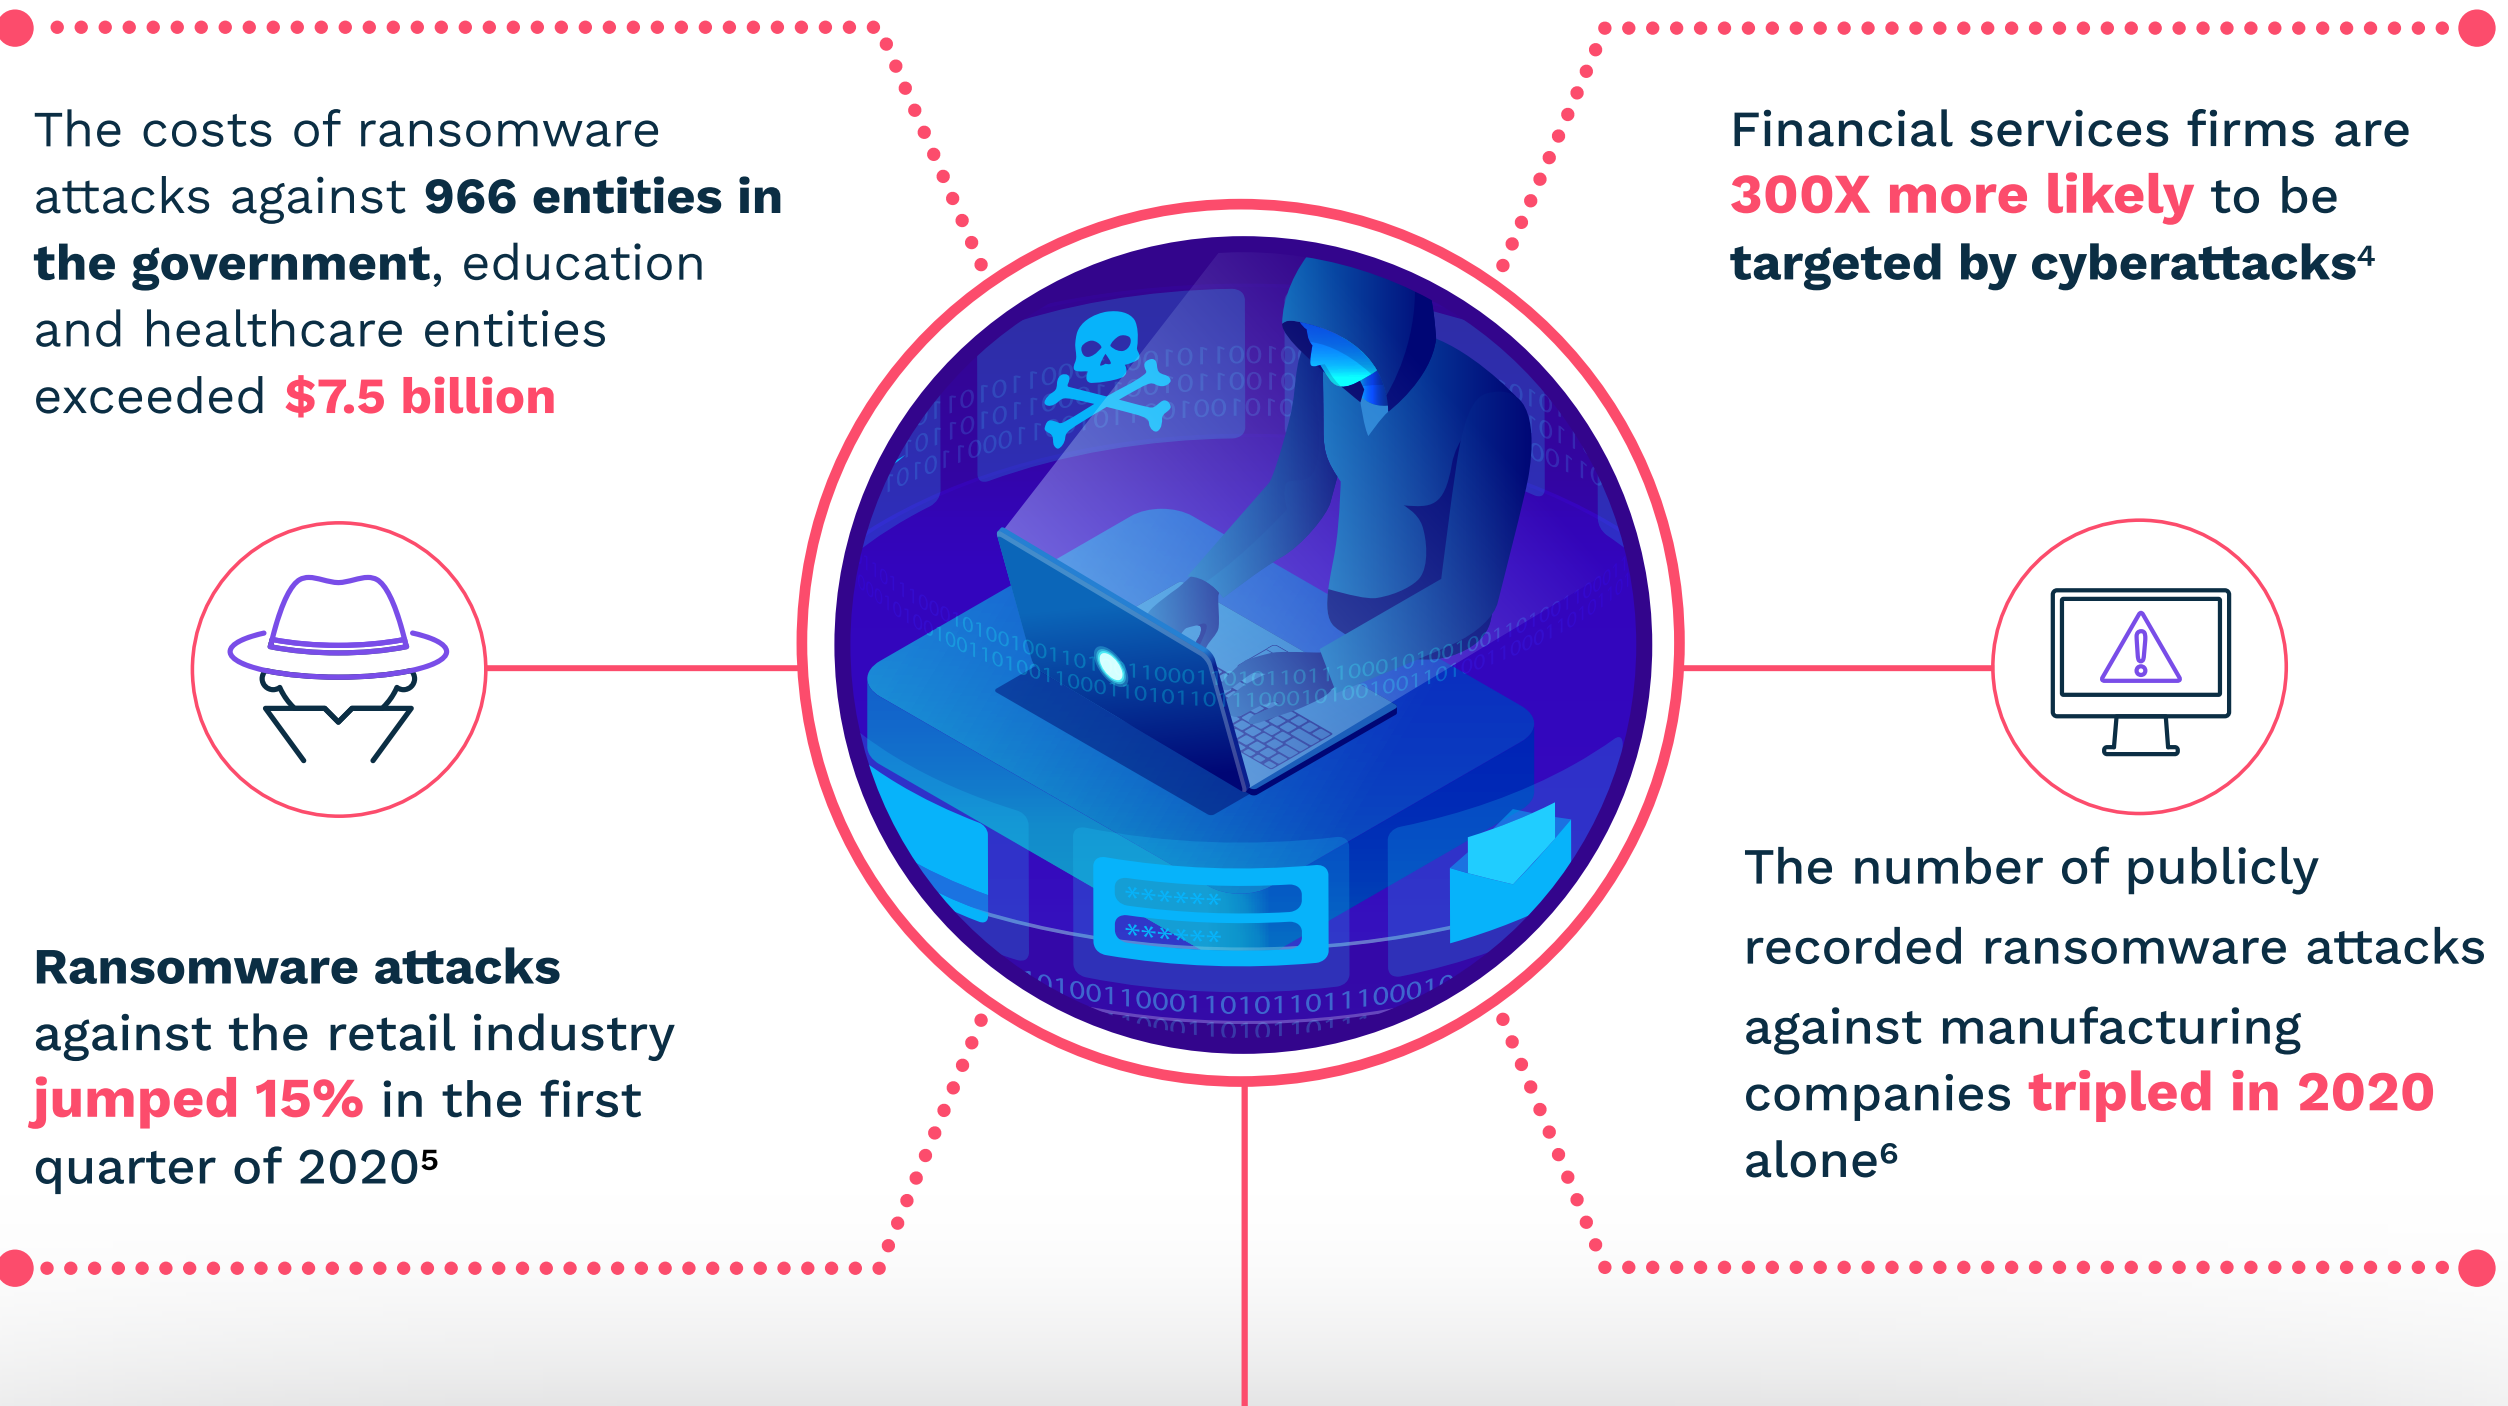 The costs of ransomware
attacks against 966 entities in
the government, education
and healthcare entities
exceeded $7.5 billion
Financial services firms are
300X more likely to be
targeted by cyberattacks⁴
Ransomware attacks
against the retail industry
jumped 15% in the first
quarter of 2020⁵
The number of publicly
recorded ransomware attacks
against manufacturing
companies tripled in 2020
alone⁶
******
******